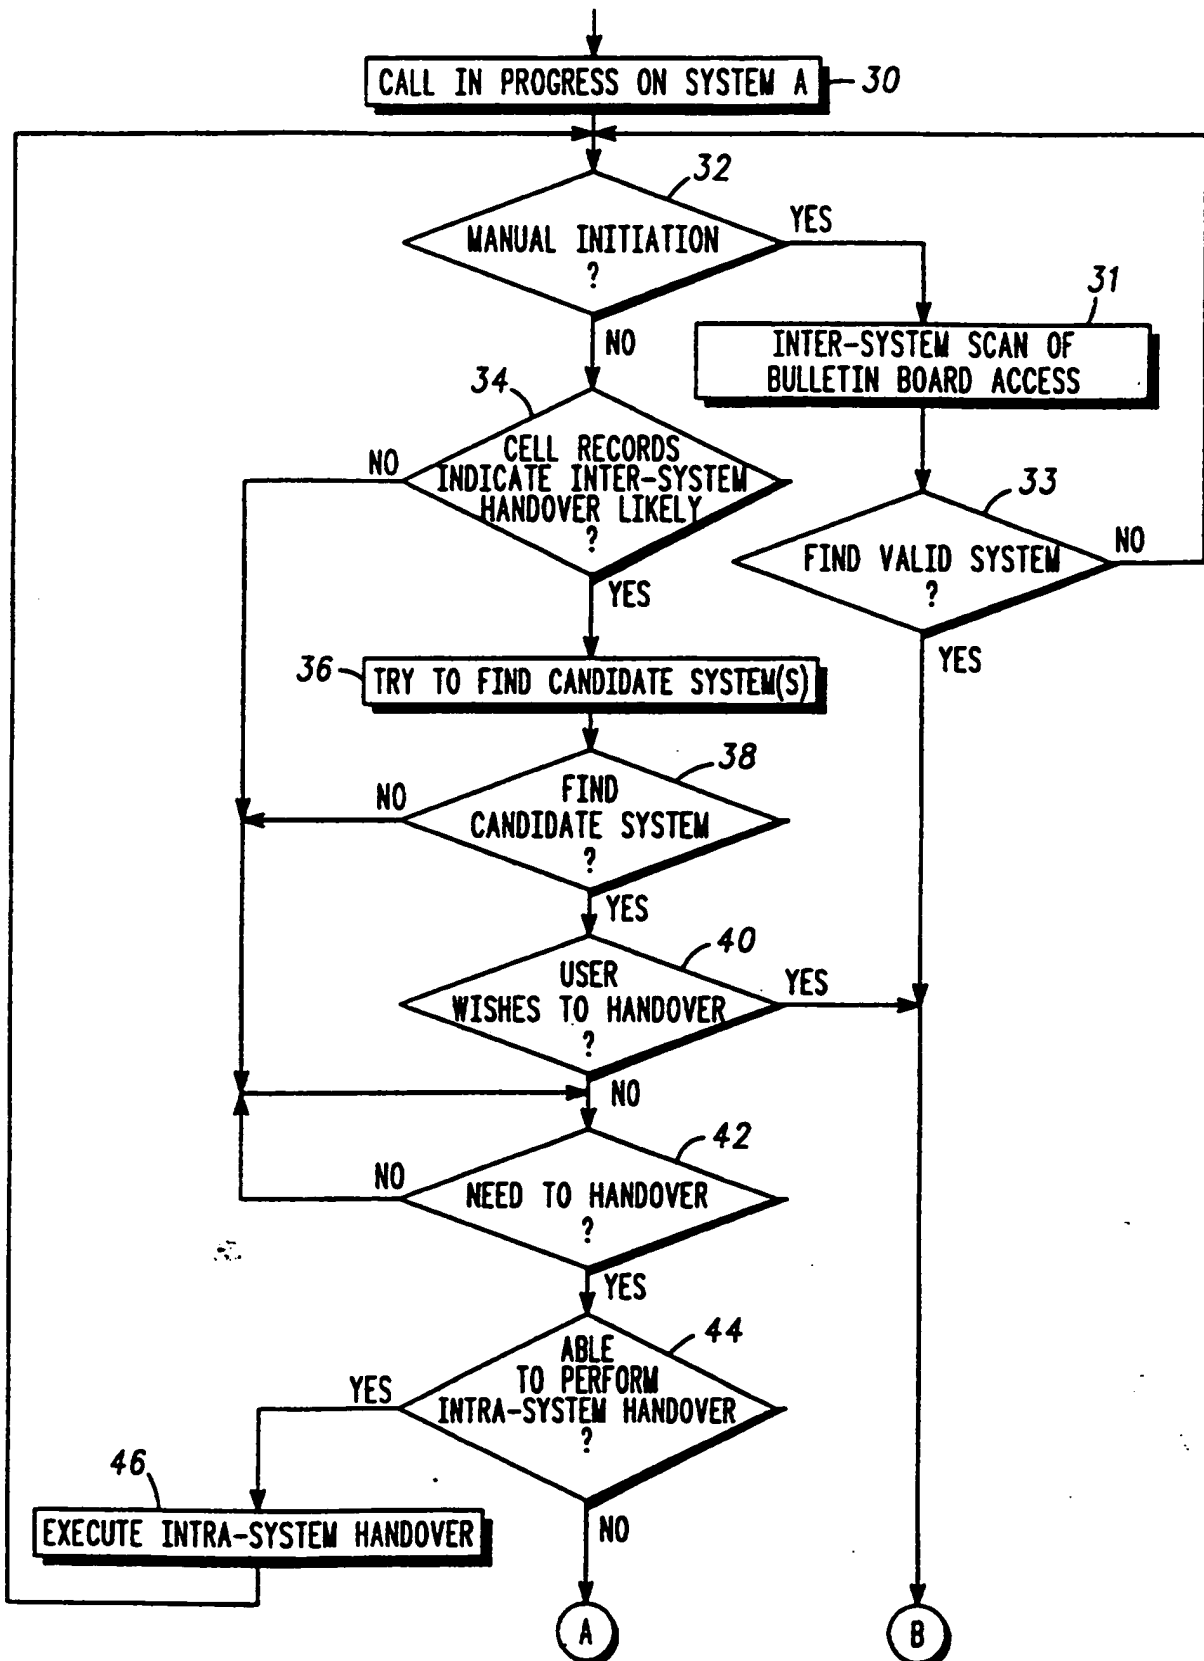 CALL IN PROGRESS ON SYSTEM A
30
32
MANUAL INITIATION
?
YES
NO
31
INTER-SYSTEM SCAN OF
BULLETIN BOARD ACCESS
34
CELL RECORDS
INDICATE INTER-SYSTEM
HANDOVER LIKELY
?
NO
YES
33
FIND VALID SYSTEM
?
NO
YES
36
TRY TO FIND CANDIDATE SYSTEM(S)
38
FIND
CANDIDATE SYSTEM
?
NO
YES
40
USER
WISHES TO HANDOVER
?
YES
NO
42
NEED TO HANDOVER
?
NO
YES
44
ABLE
TO PERFORM
INTRA-SYSTEM HANDOVER
?
YES
NO
46
EXECUTE INTRA-SYSTEM HANDOVER
A
B